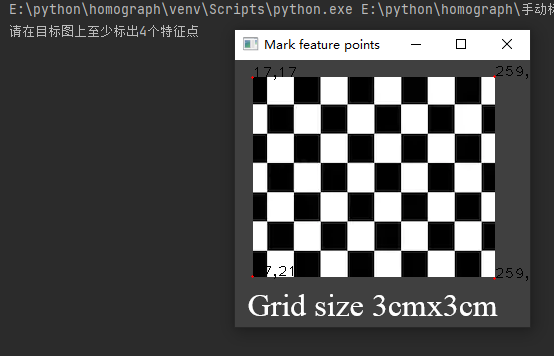 E:\python\homograph\venv\Scripts\python.exe E:\python\homograph\手动标
请在目标图上至少标出4个特征点
Mark feature points
17,17
259,
7,21
259,
Grid size 3cmx3cm